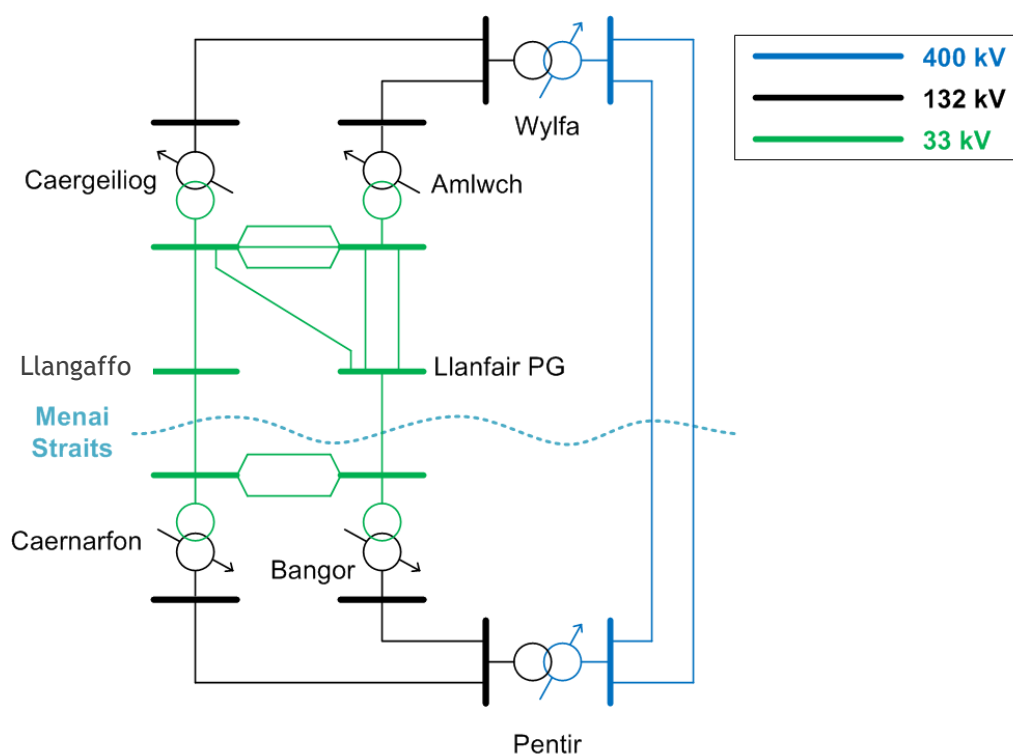 400 kV
132 kV
33 kV
Wylfa
Caergeiliog
Amlwch
Llangaffo
Llanfair PG
Menai
Straits
Caernarfon
Bangor
Pentir